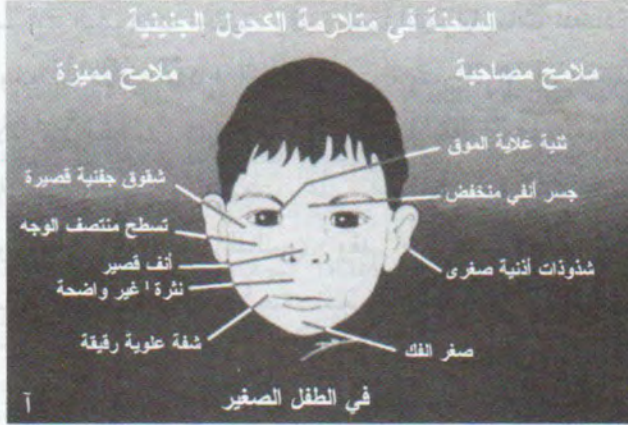 السحنة في متلازمة الكحول الجنينية
ملامح مصاحبة
ملامح مميزة
ثنية علاية الموق
جسر أنفي منخفض
شذوذات أذنية صغرى
صغر الفك
شقوق جفنية قصيرة
تسطح منتصف الوجه
أنف قصير
نثرة ¹ غير واضحة
شفة علوية رقيقة
في الطفل الصغير
آ